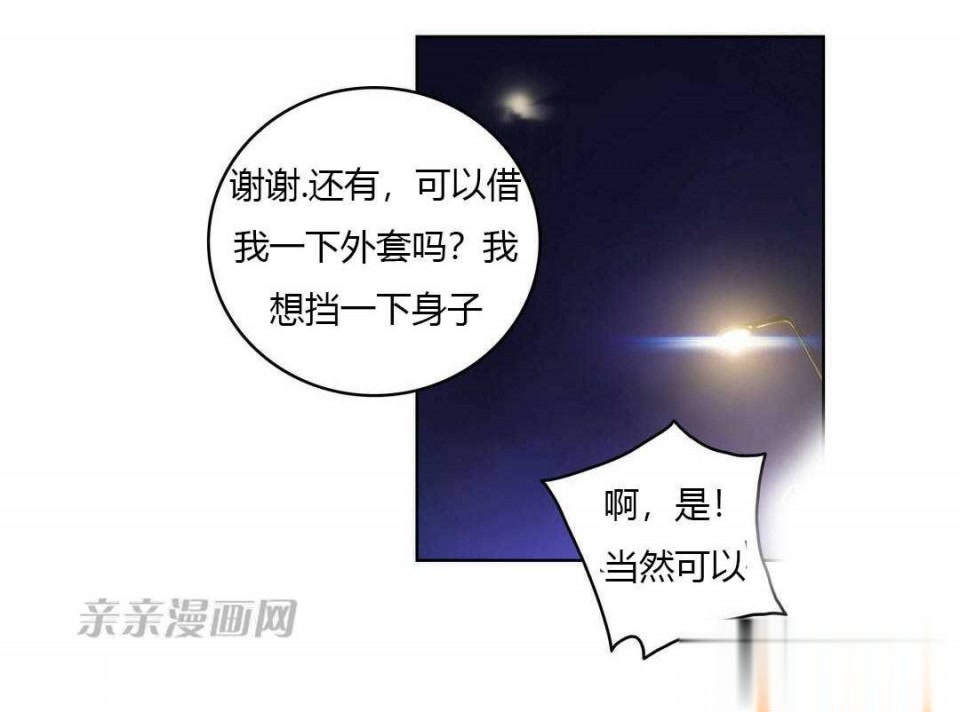 谢谢.还有，可以借
我一下外套吗？我
想挡一下身子
啊，是！
当然可以
亲亲漫画网